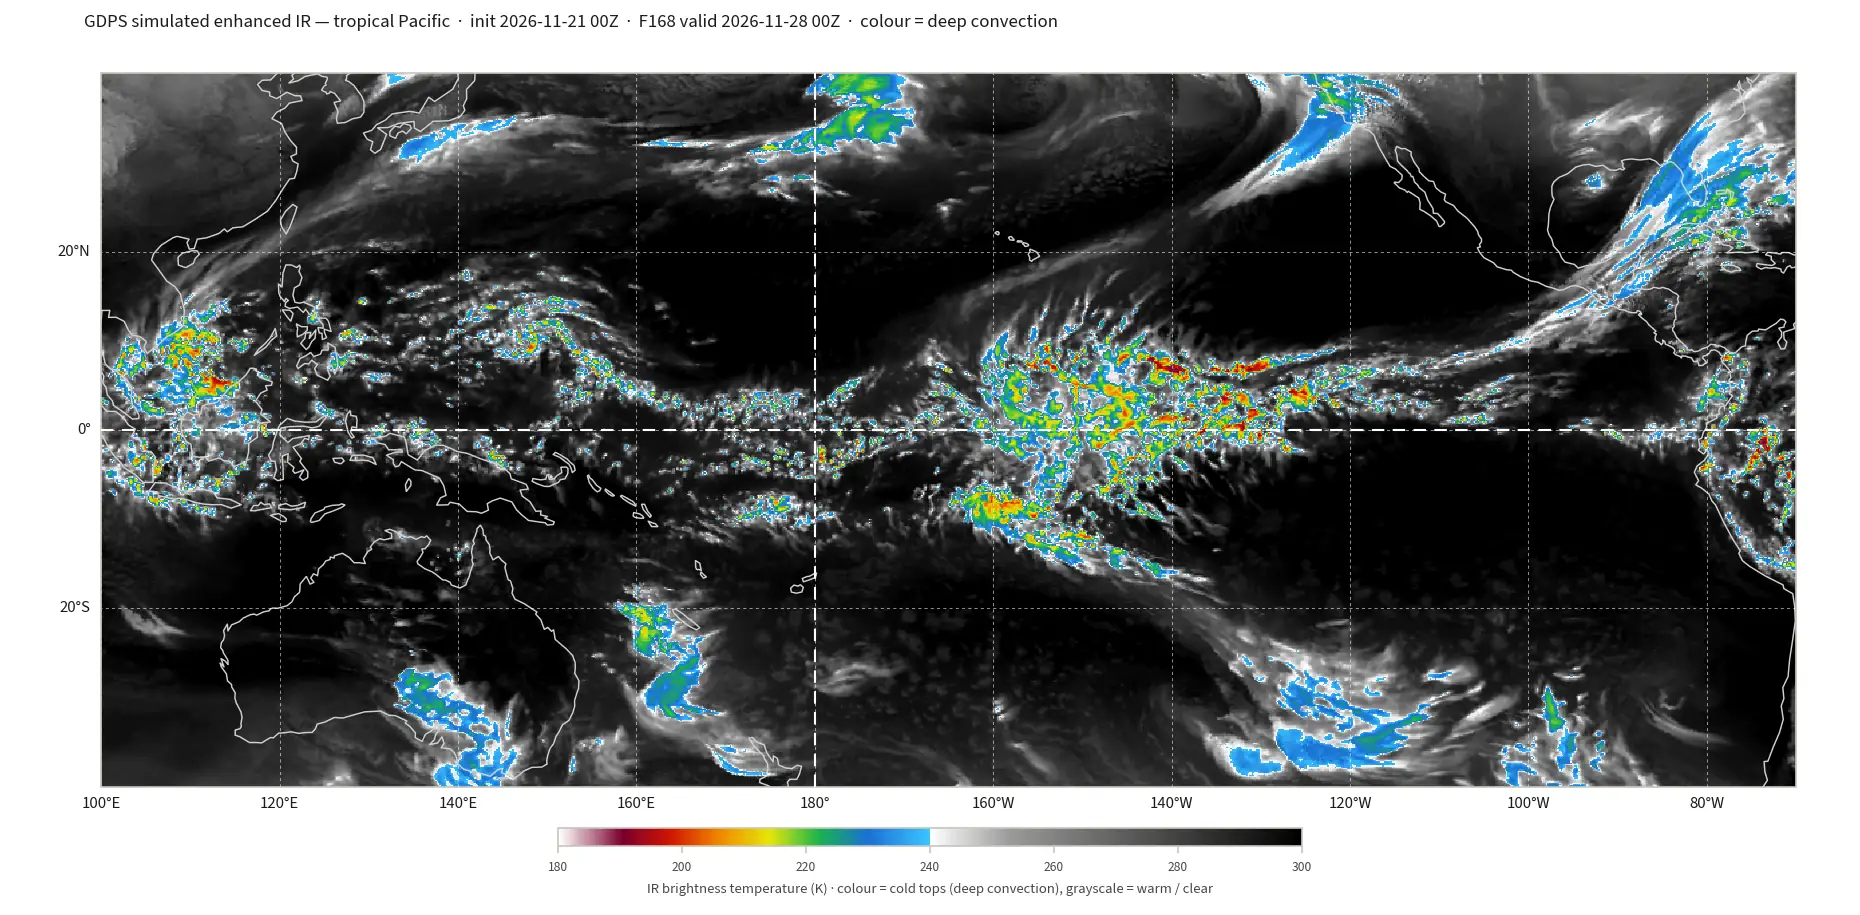 GDPS simulated enhanced IR — tropical Pacific · init 2026-11-21 00Z · F168 valid 2026-11-28 00Z · colour = deep convection
20°N
0°
20°S
100°E 120°E 140°E 160°E 180° 160°W 140°W 120°W 100°W 80°W
180 200 220 240 260 280 300
IR brightness temperature (K) · colour = cold tops (deep convection), grayscale = warm / clear